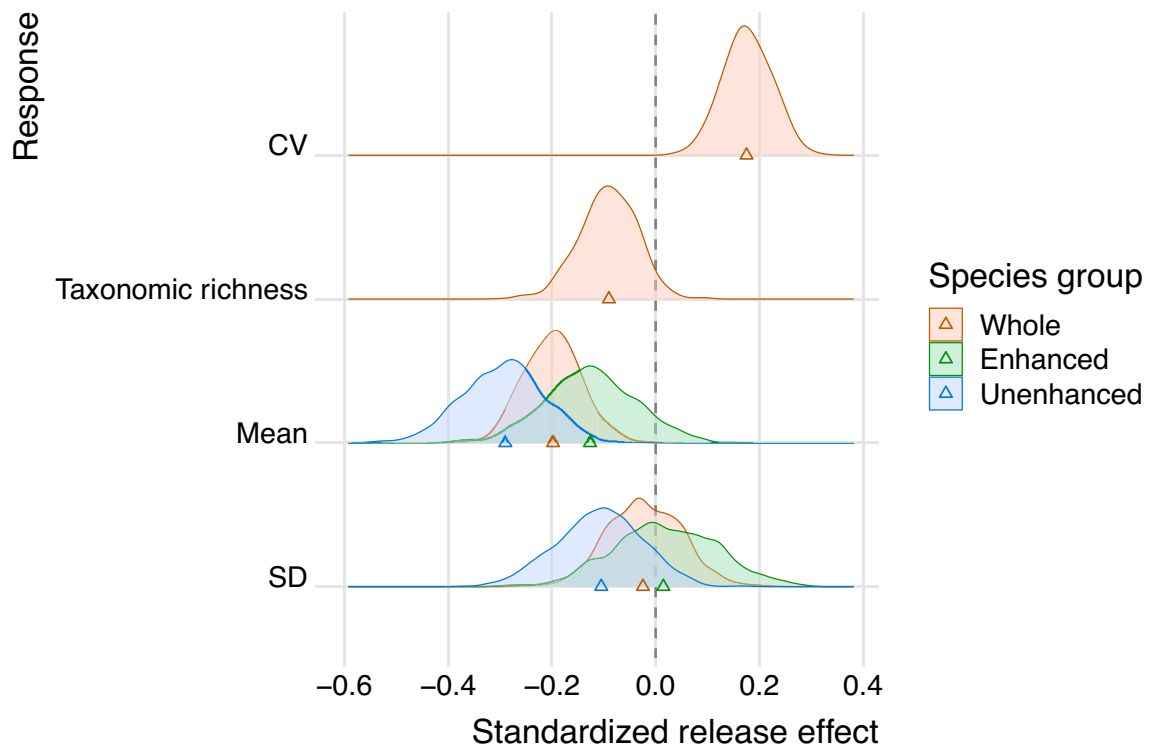 Response
CV
Taxonomic richness
Mean
SD
−0.6 −0.4 −0.2 0.0 0.2 0.4
Standardized release effect
Species group
Whole
Enhanced
Unenhanced